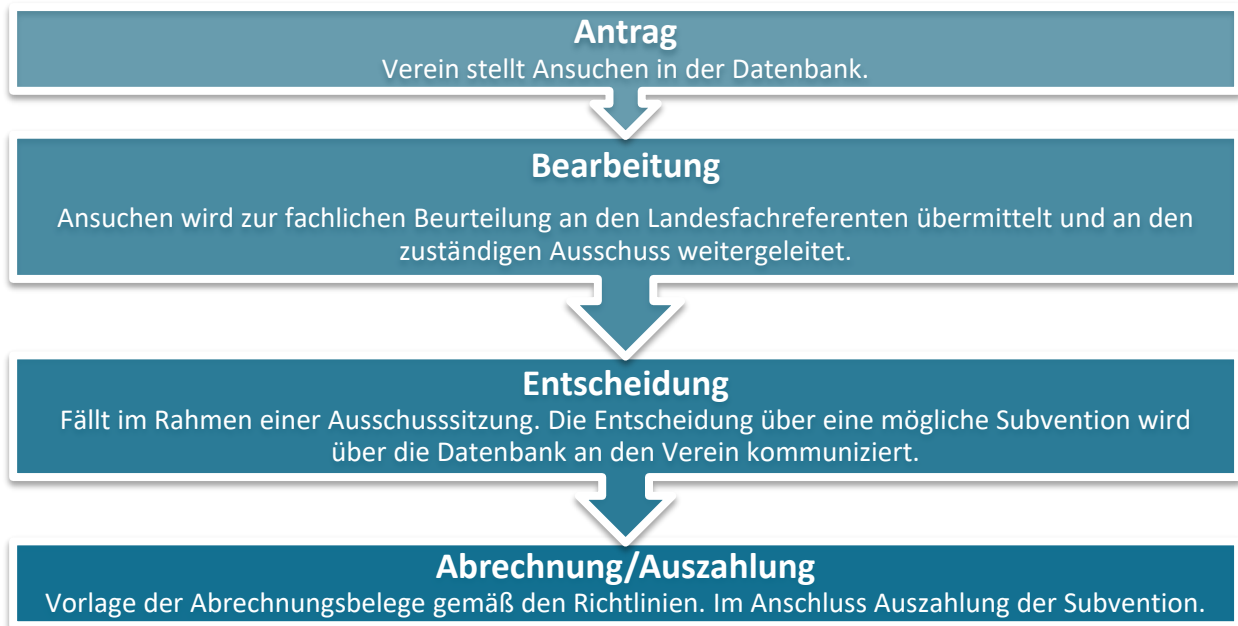 Antrag
Verein stellt Ansuchen in der Datenbank.
Bearbeitung
Ansuchen wird zur fachlichen Beurteilung an den Landesfachreferenten übermittelt und an den
zuständigen Ausschuss weitergeleitet.
Entscheidung
Fällt im Rahmen einer Ausschusssitzung. Die Entscheidung über eine mögliche Subvention wird
über die Datenbank an den Verein kommuniziert.
Abrechnung/Auszahlung
Vorlage der Abrechnungsbelege gemäß den Richtlinien. Im Anschluss Auszahlung der Subvention.